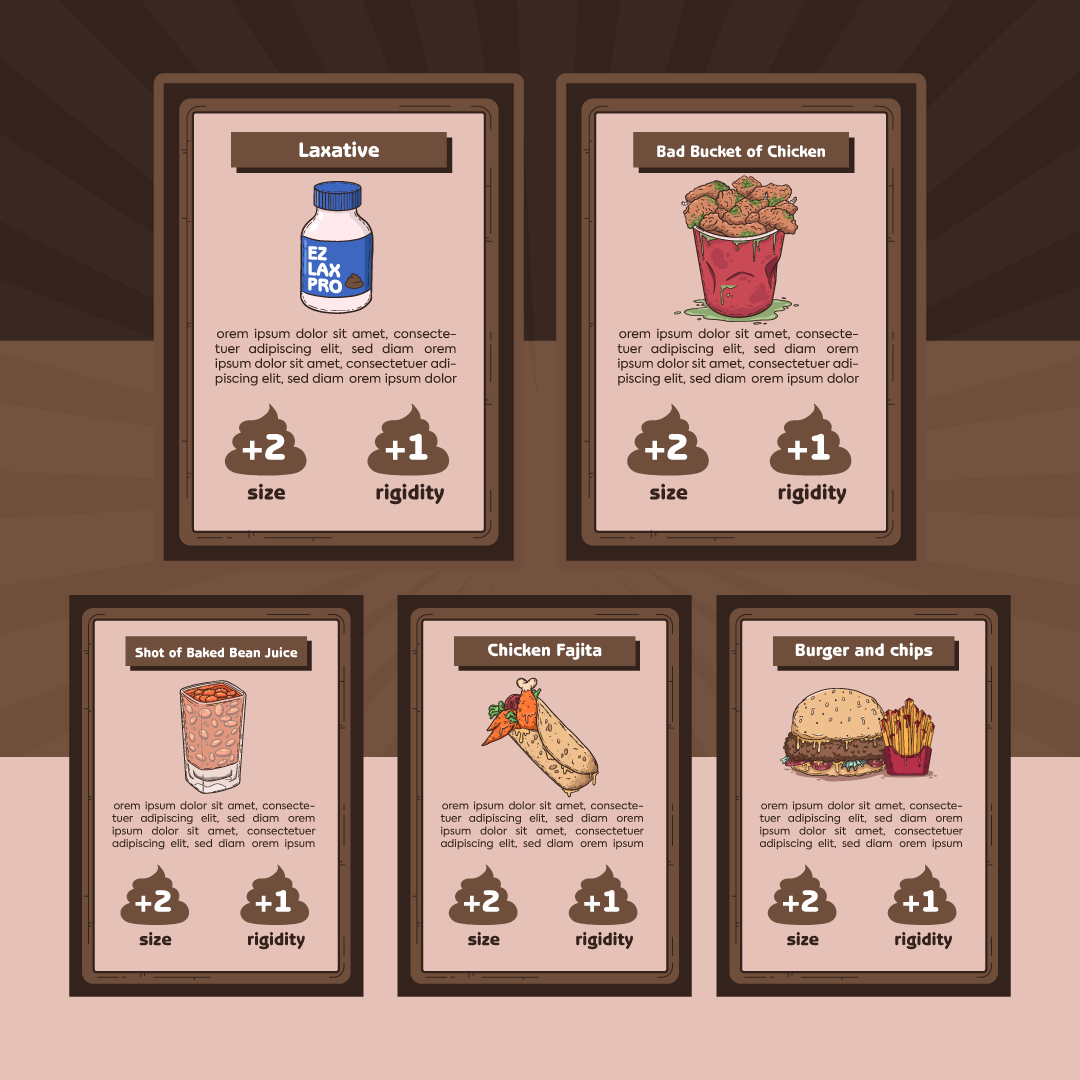 Laxative
EZ
LAX
PRO
orem ipsum dolor sit amet, consecte-
tuer adipiscing elit, sed diam orem
ipsum dolor sit amet, consectetuer adi-
piscing elit, sed diam orem ipsum dolor
+2
+1
size
rigidity
Bad Bucket of Chicken
orem ipsum dolor sit amet, consecte-
tuer adipiscing elit, sed diam orem
ipsum dolor sit amet, consectetuer adi-
piscing elit, sed diam orem ipsum dolor
+2
+1
size
rigidity
Shot of Baked Bean Juice
orem ipsum dolor sit amet, consecte-
tuer adipiscing elit, sed diam orem
ipsum dolor sit amet, consectetuer
adipiscing elit, sed diam orem ipsum
+2
+1
size
rigidity
Chicken Fajita
orem ipsum dolor sit amet, consecte-
tuer adipiscing elit, sed diam orem
ipsum dolor sit amet, consectetuer
adipiscing elit, sed diam orem ipsum
+2
+1
size
rigidity
Burger and chips
orem ipsum dolor sit amet, consecte-
tuer adipiscing elit, sed diam orem
ipsum dolor sit amet, consectetuer
adipiscing elit, sed diam orem ipsum
+2
+1
size
rigidity